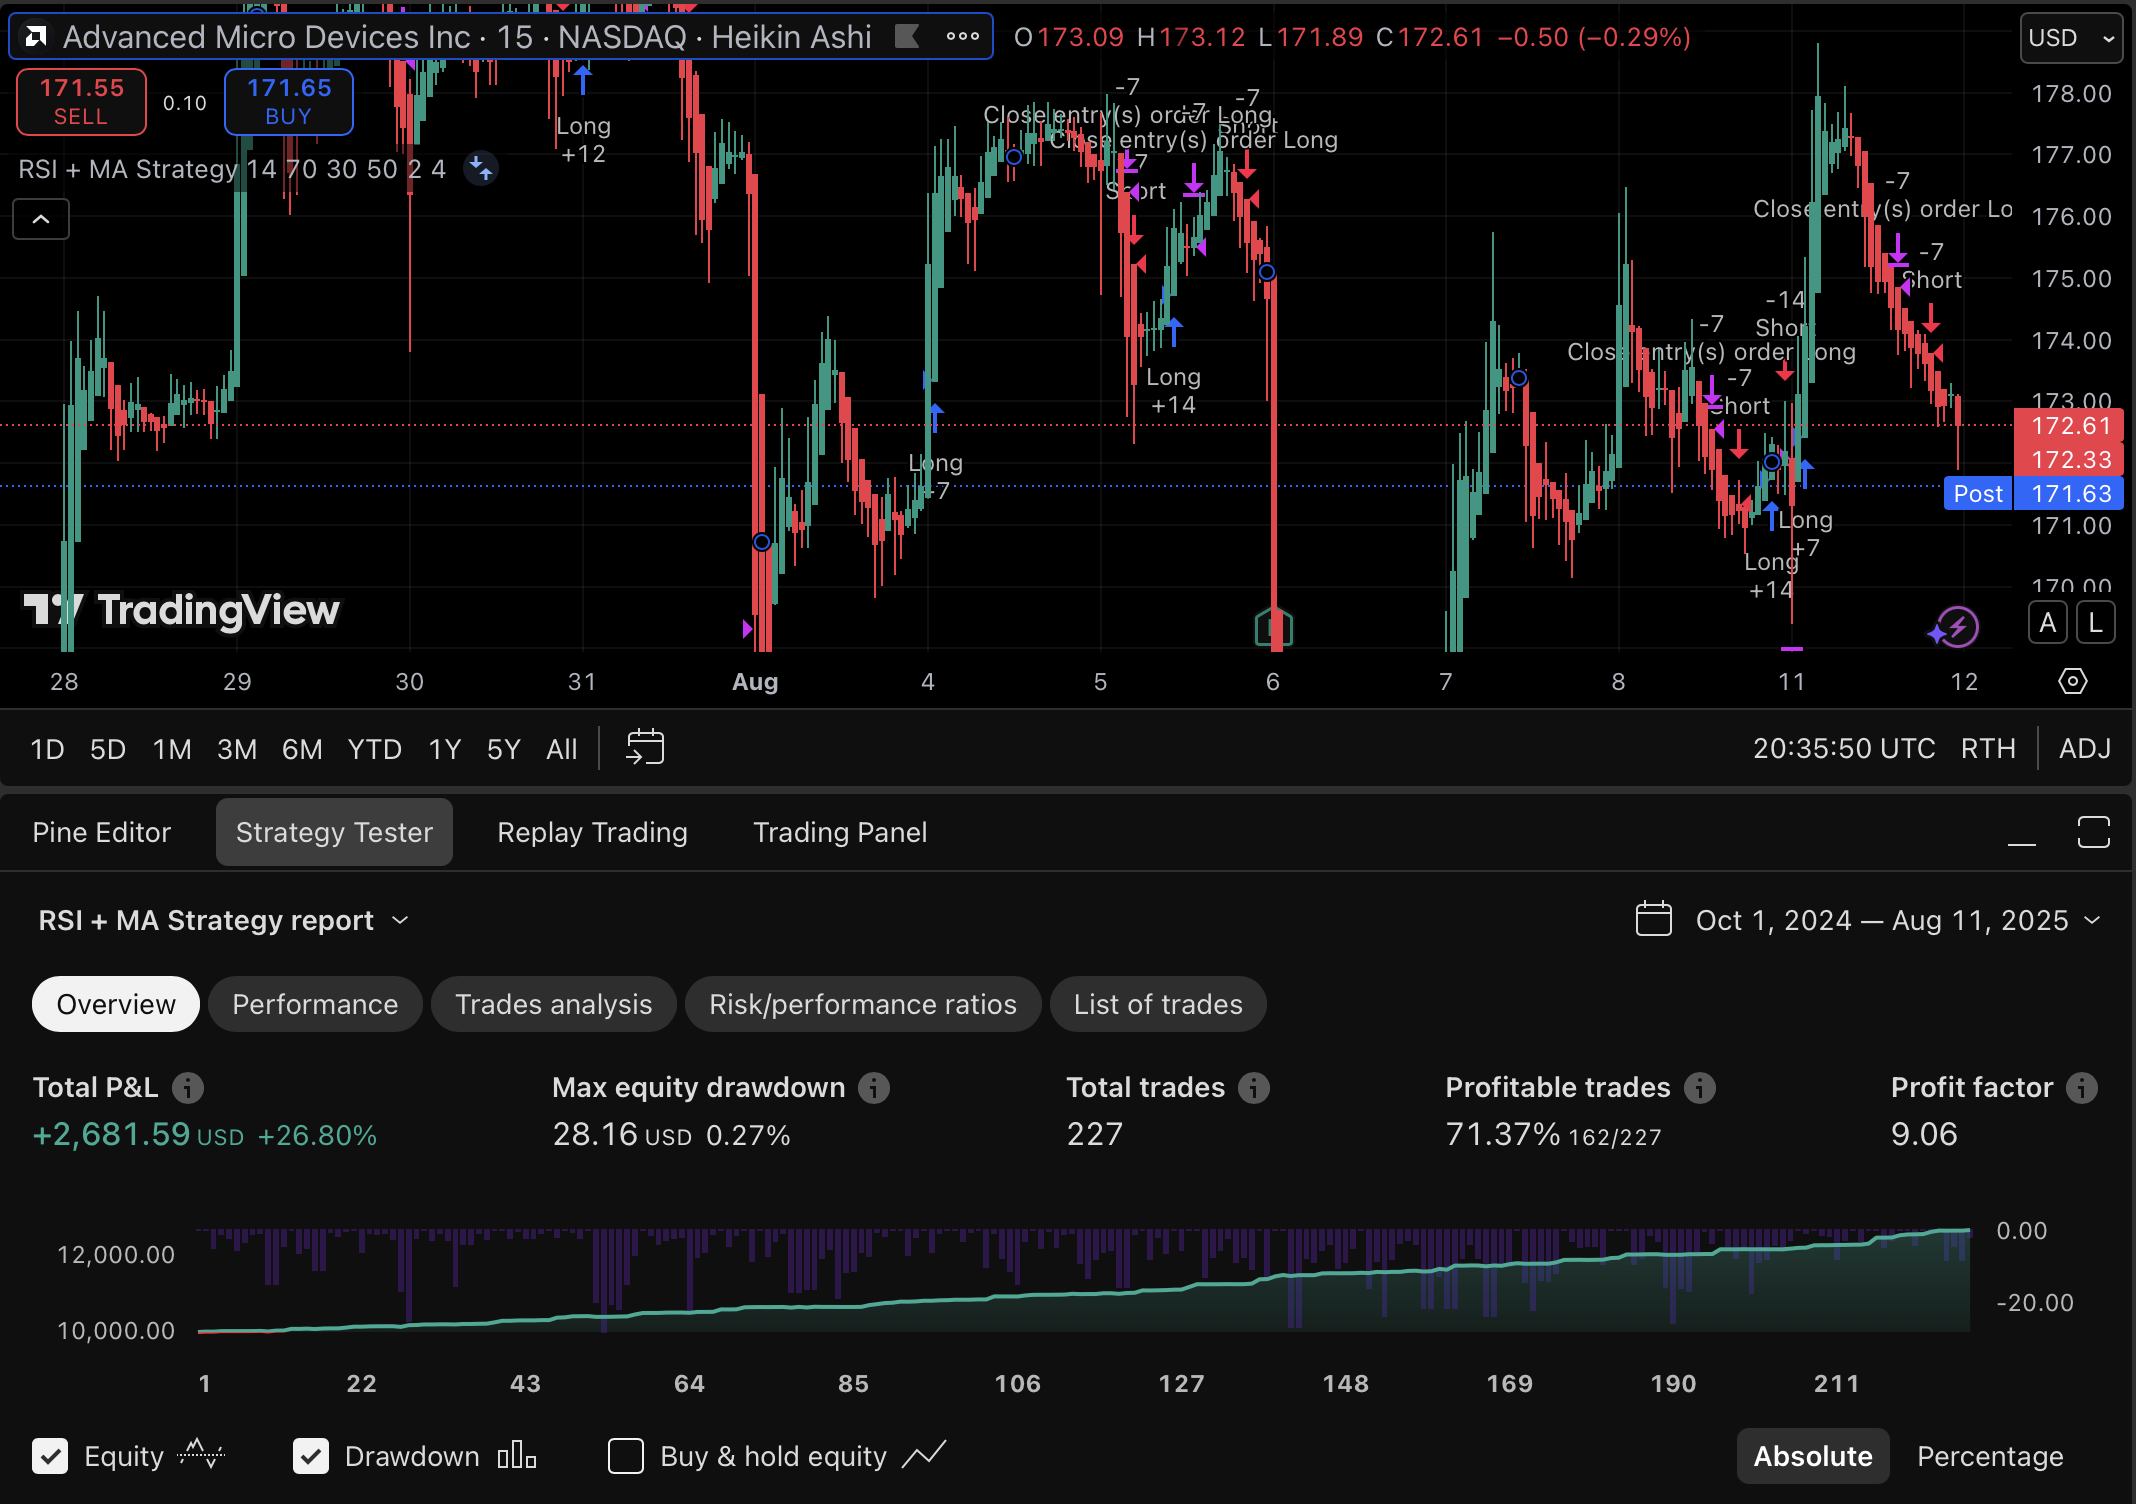 Advanced Micro Devices Inc · 15 · NASDAQ · Heikin Ashi
O173.09 H173.12 L171.89 C172.61 −0.50 (−0.29%)
USD
171.55
SELL
0.10
171.65
BUY
RSI + MA Strategy 14 70 30 50 2 4
Long
+12
-7
Close entry(s) order Long
-7
Short
-7
Close entry(s) order Long
-7
Short
Long
+14
Long
+7
-7
Close entry(s) order Long
-7
Short
-14
Short
Long
+14
Long
+7
-7
Close entry(s) order Lo
-7
Short
178.00
177.00
176.00
175.00
174.00
173.00
172.61
172.33
Post 171.63
171.00
170.00
TradingView
A L
28 29 30 31 Aug 4 5 6 7 8 11 12
1D 5D 1M 3M 6M YTD 1Y 5Y All
20:35:50 UTC RTH ADJ
Pine Editor Strategy Tester Replay Trading Trading Panel
RSI + MA Strategy report
Oct 1, 2024 — Aug 11, 2025
Overview Performance Trades analysis Risk/performance ratios List of trades
Total P&L Max equity drawdown Total trades Profitable trades Profit factor
+2,681.59 USD +26.80% 28.16 USD 0.27% 227 71.37% 162/227 9.06
12,000.00
10,000.00
0.00
-20.00
1 22 43 64 85 106 127 148 169 190 211
Equity Drawdown Buy & hold equity
Absolute Percentage